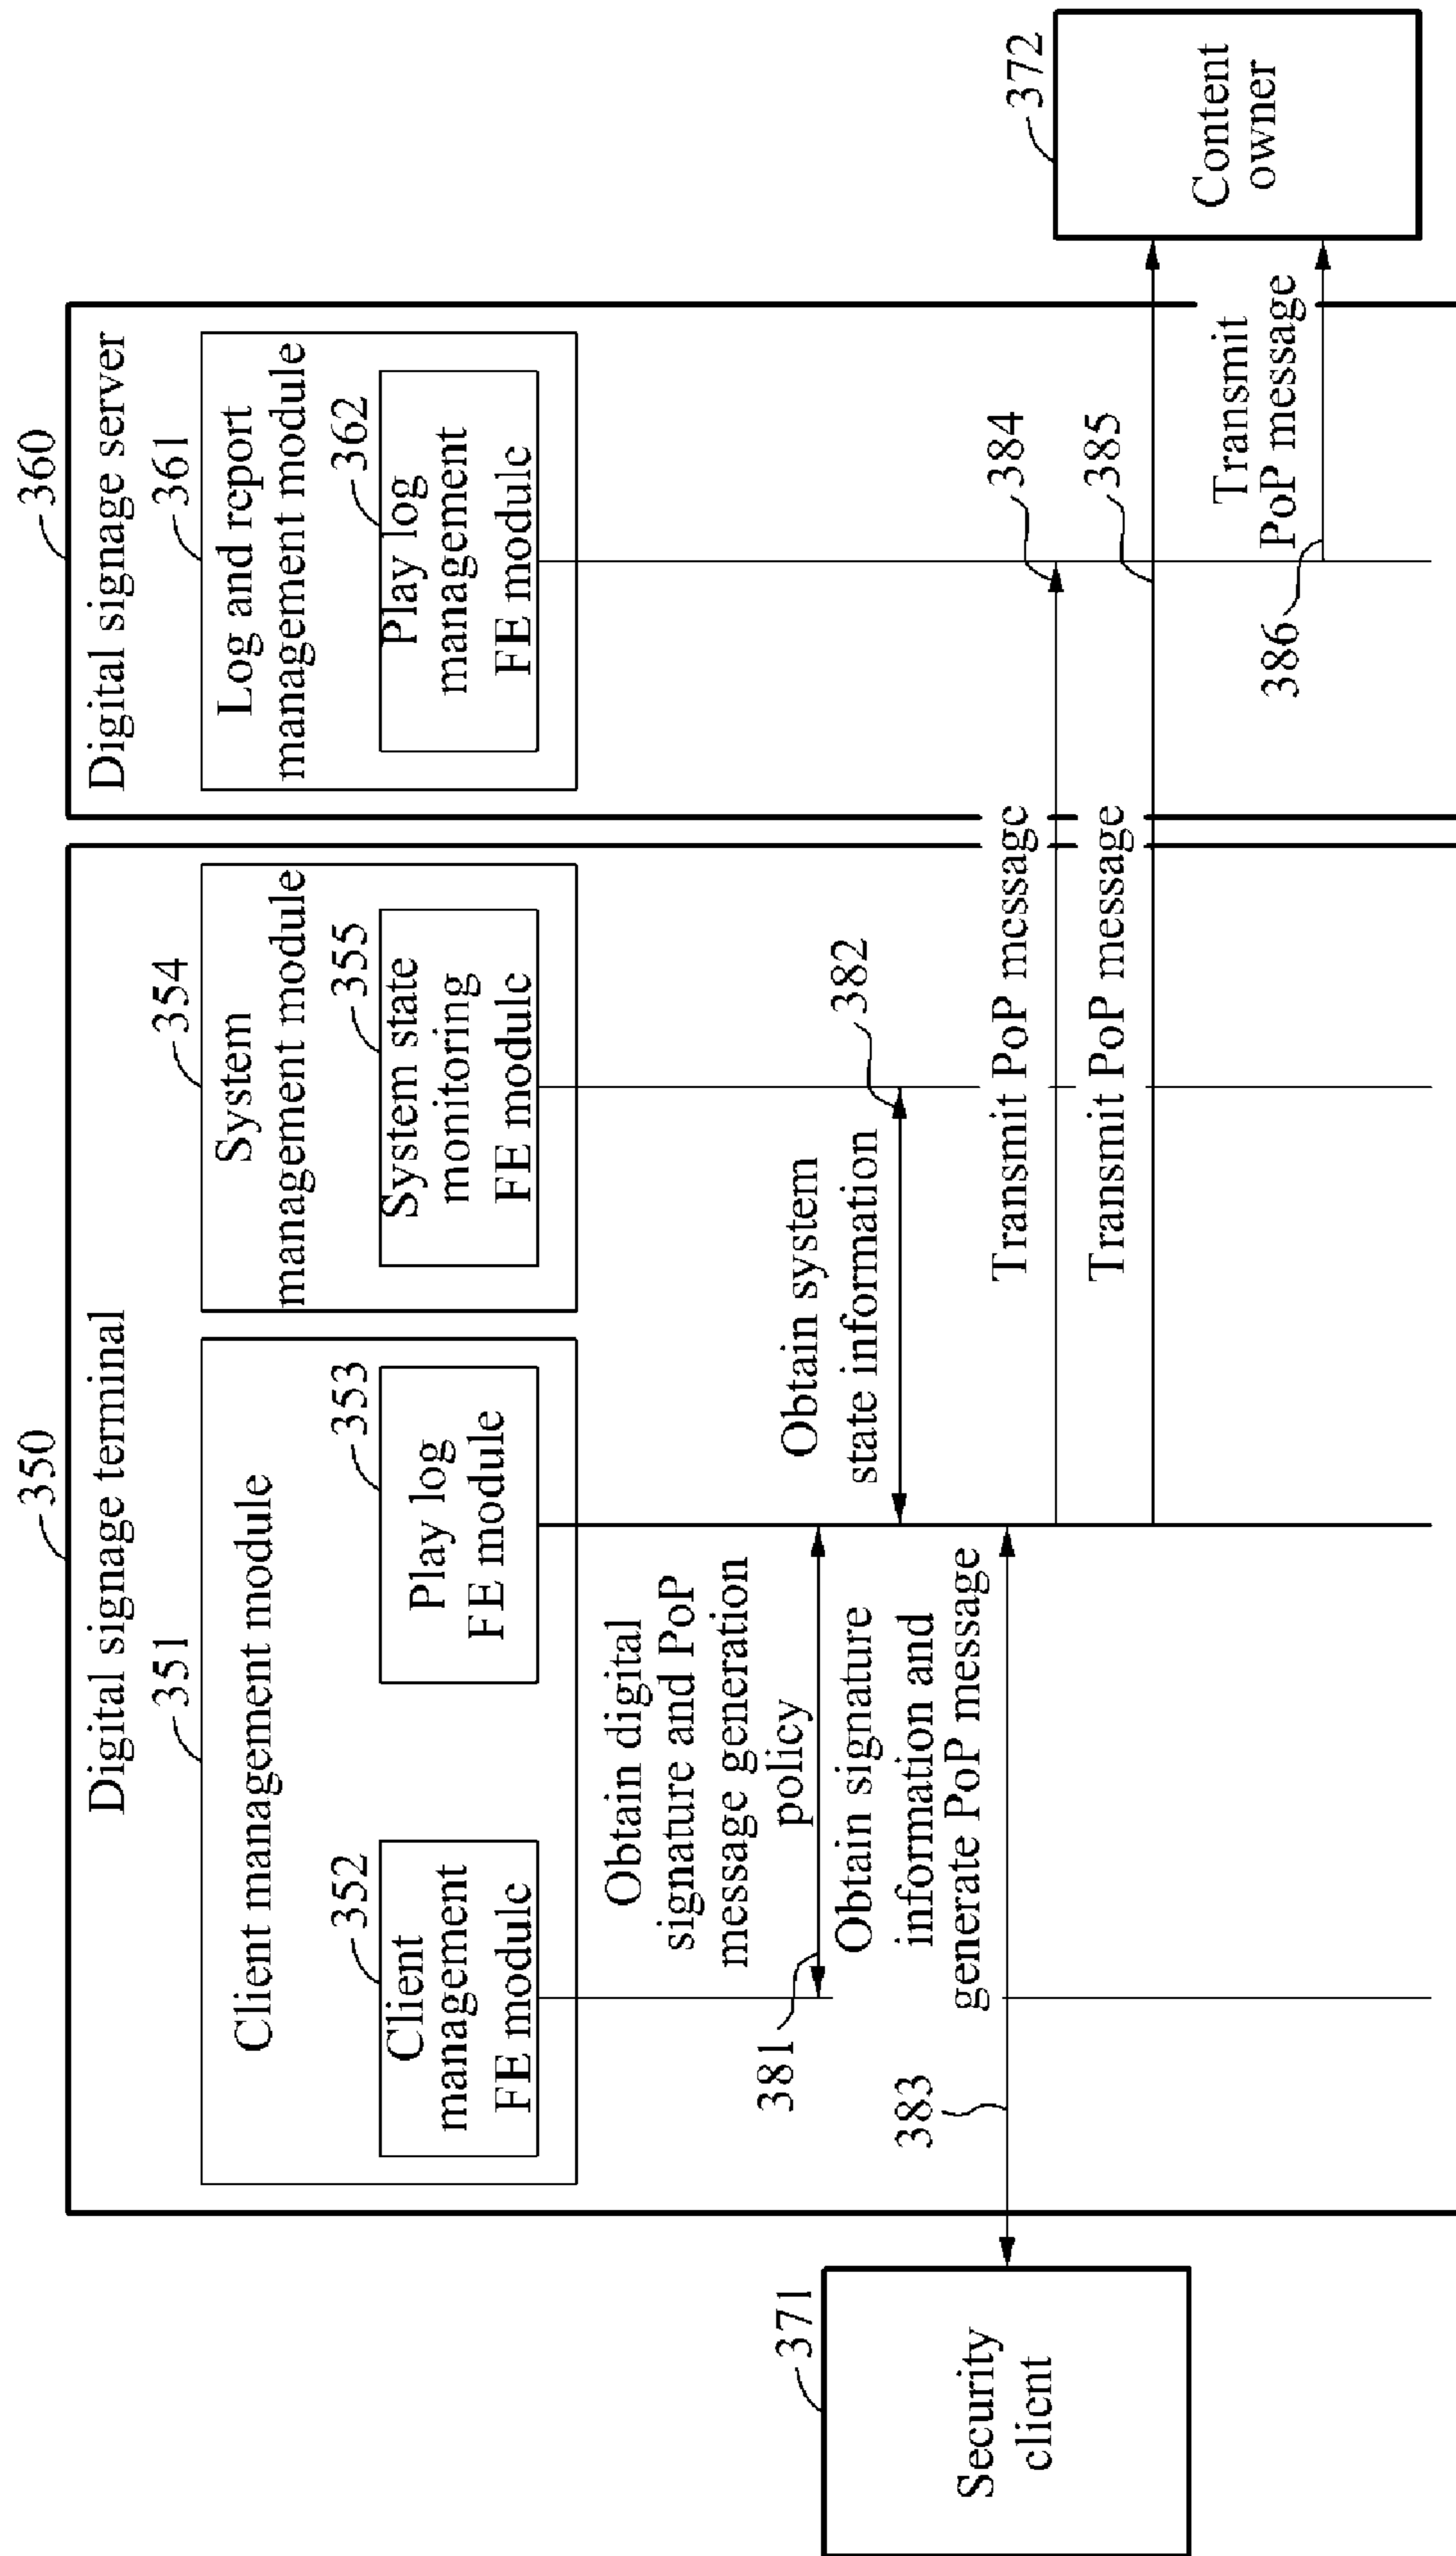 350
Digital signage terminal
351
Client management module
352
Client
management
FE module
353
Play log
FE module
354
System
management module
355
System state
monitoring
FE module
360
Digital signage server
361
Log and report
management module
362
Play log
management
FE module
371
Security
client
372
Content
owner
Obtain digital
signature and PoP
message generation
policy
381
Obtain system
state information
382
Obtain signature
information and
generate PoP message
383
Transmit PoP message
384
Transmit PoP message
385
Transmit
PoP message
386